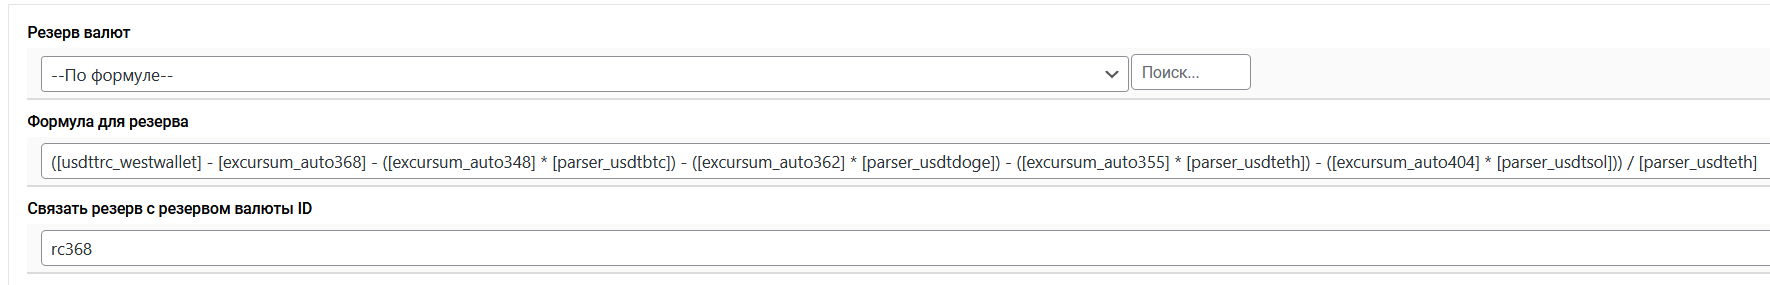 Резерв валют
--По формуле--
Поиск...
Формула для резерва
([usdttrc_westwallet] - [excursum_auto368] - ([excursum_auto348] * [parser_usdtbtc]) - ([excursum_auto362] * [parser_usdtdoge]) - ([excursum_auto355] * [parser_usdteth]) - ([excursum_auto404] * [parser_usdtsol])) / [parser_usdteth]
Связать резерв с резервом валюты ID
rc368